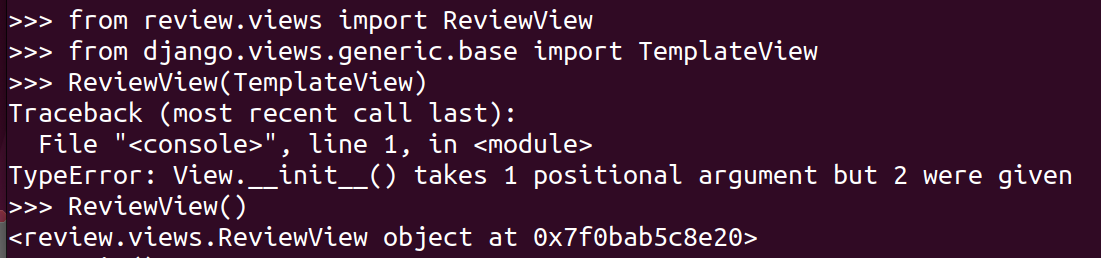 >>> from review.views import ReviewView
>>> from django.views.generic.base import TemplateView
>>> ReviewView(TemplateView)
Traceback (most recent call last):
  File "<console>", line 1, in <module>
TypeError: View.__init__() takes 1 positional argument but 2 were given
>>> ReviewView()
<review.views.ReviewView object at 0x7f0bab5c8e20>